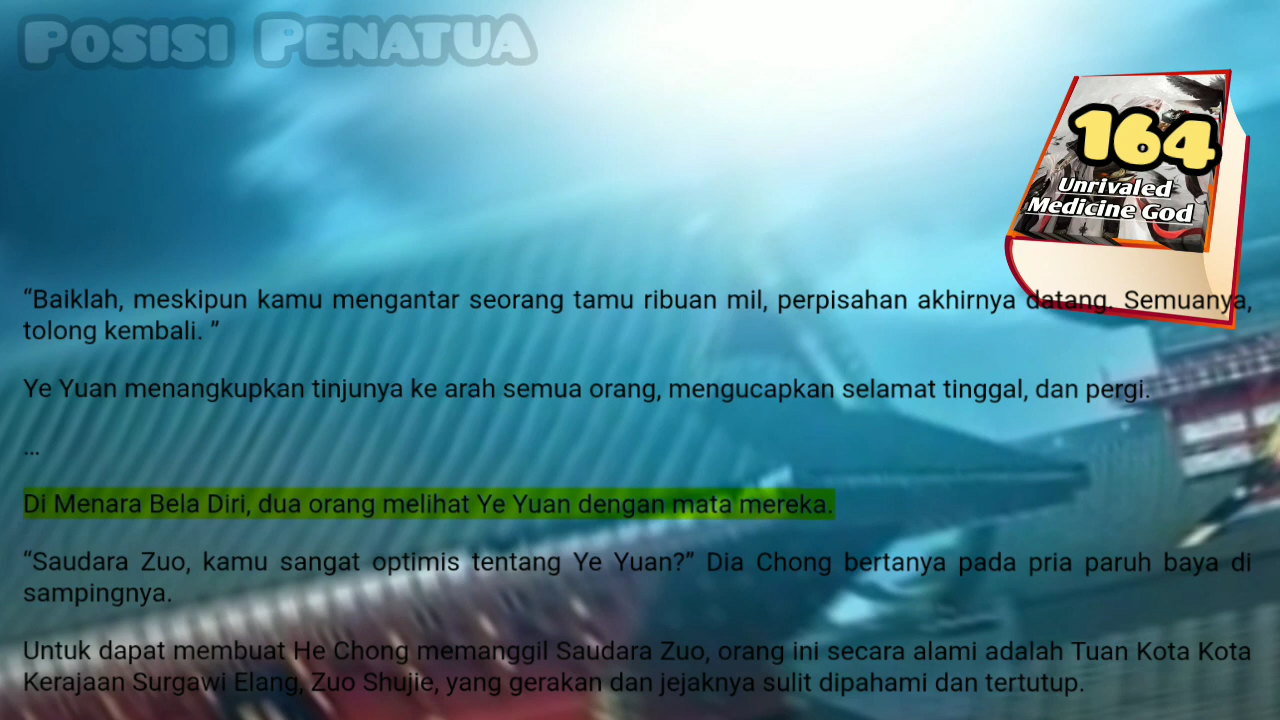 Posisi Penatua
164
Unrivaled
Medicine God
“Baiklah, meskipun kamu mengantar seorang tamu ribuan mil, perpisahan akhirnya datang. Semuanya,
tolong kembali. ”
Ye Yuan menangkupkan tinjunya ke arah semua orang, mengucapkan selamat tinggal, dan pergi.
…
Di Menara Bela Diri, dua orang melihat Ye Yuan dengan mata mereka.
“Saudara Zuo, kamu sangat optimis tentang Ye Yuan?” Dia Chong bertanya pada pria paruh baya di
sampingnya.
Untuk dapat membuat He Chong memanggil Saudara Zuo, orang ini secara alami adalah Tuan Kota Kota
Kerajaan Surgawi Elang, Zuo Shujie, yang gerakan dan jejaknya sulit dipahami dan tertutup.